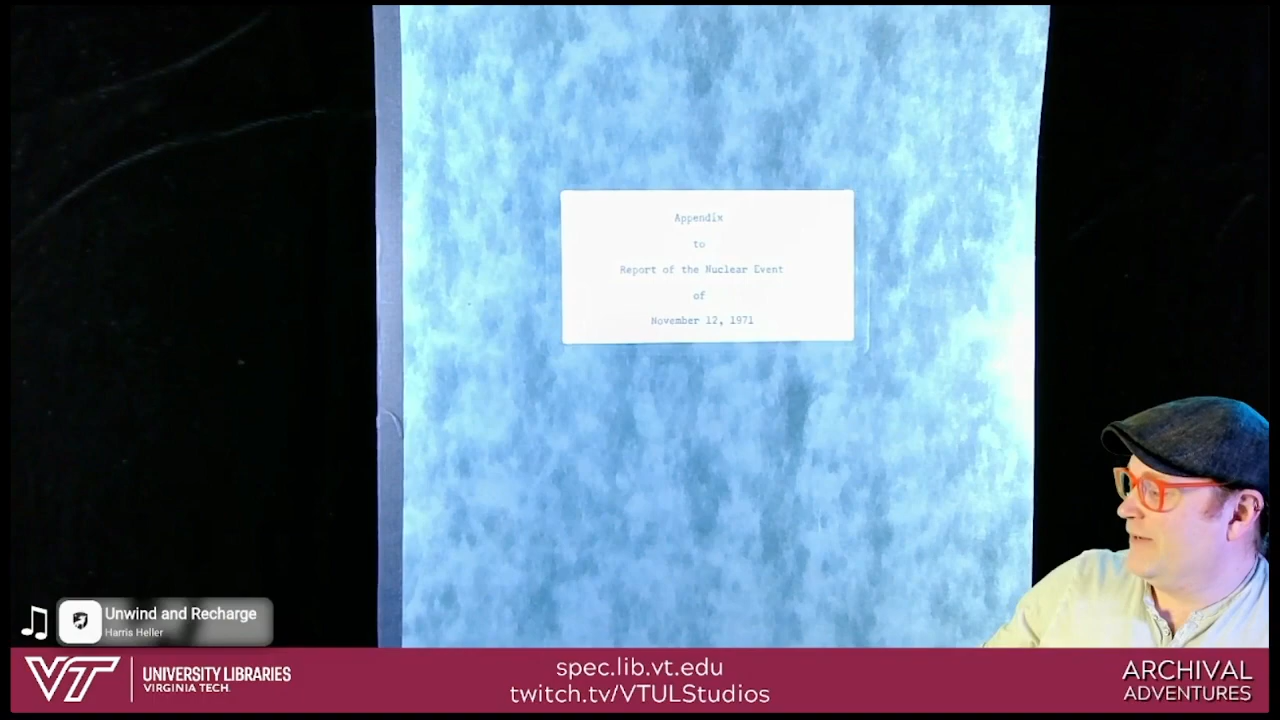 Appendix
to
Report of the Nuclear Event
of
November 12, 1971
Unwind and Recharge
Harris Heller
VT
UNIVERSITY LIBRARIES
VIRGINIA TECH.
spec.lib.vt.edu
twitch.tv/VTULStudios
ARCHIVAL
ADVENTURES